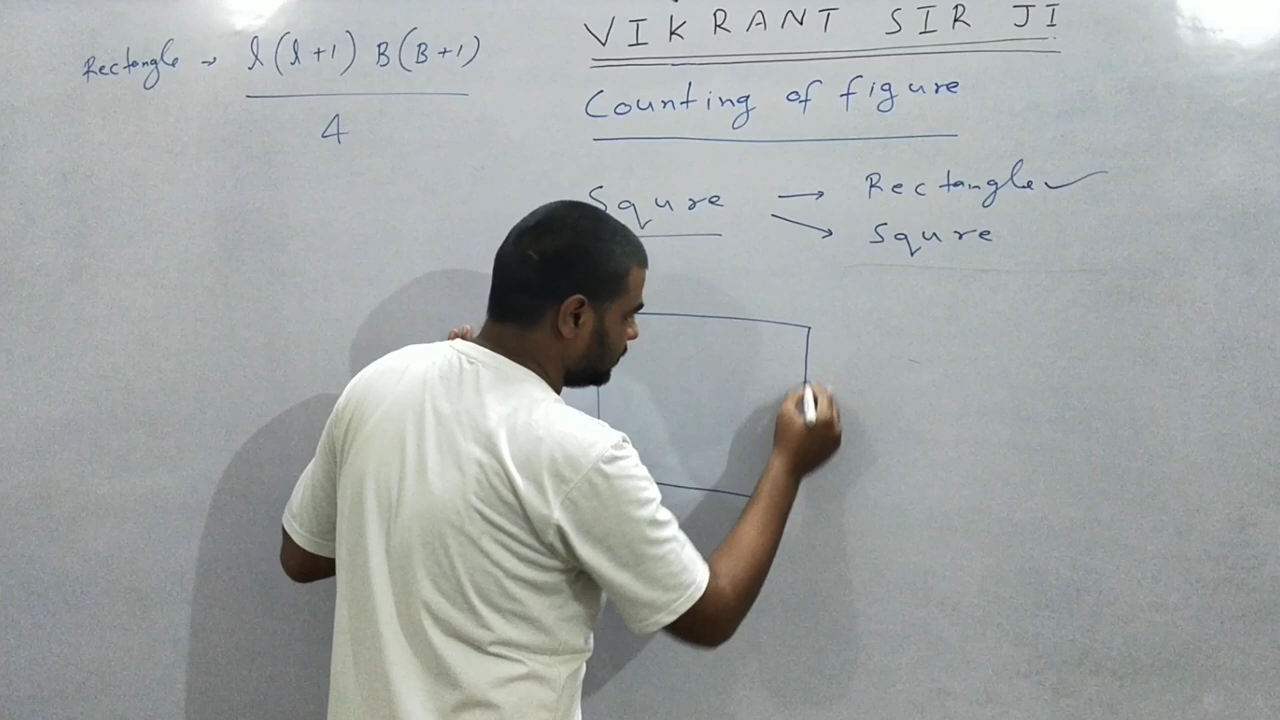 VIKRANT SIR JI
Rectangle → l(l+1) B(B+1)
4
Counting of figure
Squre → Rectangle ✓
→ Squre